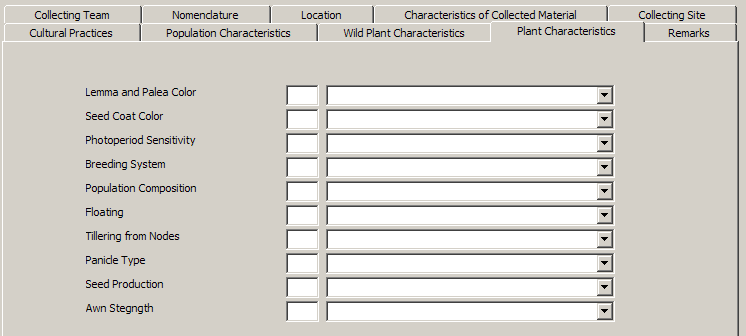 Collecting Team Nomenclature Location Characteristics of Collected Material Collecting Site
Cultural Practices Population Characteristics Wild Plant Characteristics Plant Characteristics Remarks
Lemma and Palea Color
Seed Coat Color
Photoperiod Sensitivity
Breeding System
Population Composition
Floating
Tillering from Nodes
Panicle Type
Seed Production
Awn Stegngth